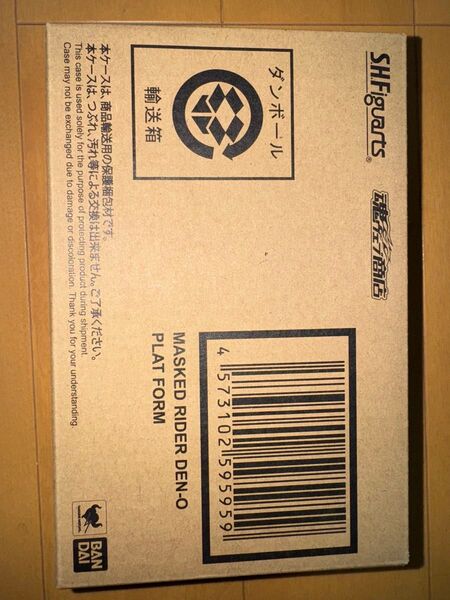 S.H.Figuarts®
魂ウェブ商店
ダンボール
輸送箱
本ケースは、商品輸送用の保護梱包材です。
本ケースは、つぶれ、汚れ等による交換は出来ません。ご了承ください。
This case is used solely for the purpose of protecting product during shipment.
Case may not be exchanged due to damage or discoloration. Thank you for your understanding.
MASKED RIDER DEN-O
PLAT FORM
4 573102 595959
BAN
DAI